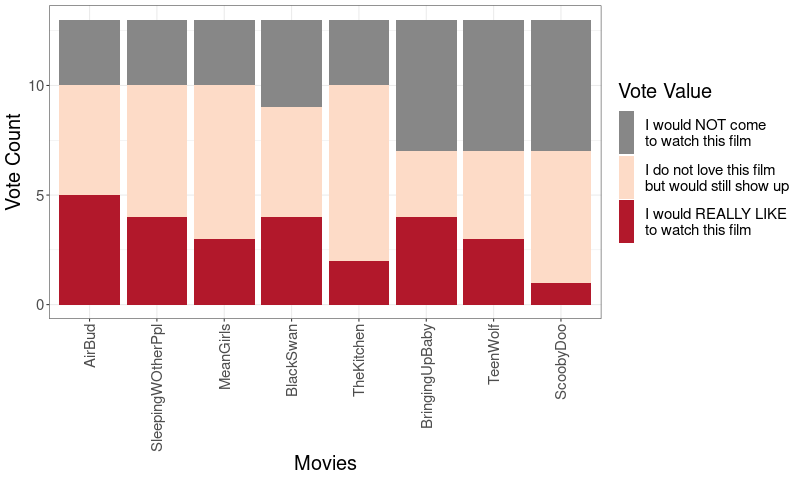 Vote Count
10
5
0
AirBud
SleepingWOtherPpl
MeanGirls
BlackSwan
TheKitchen
BringingUpBaby
TeenWolf
ScoobyDoo
Movies
Vote Value
I would NOT come
to watch this film
I do not love this film
but would still show up
I would REALLY LIKE
to watch this film